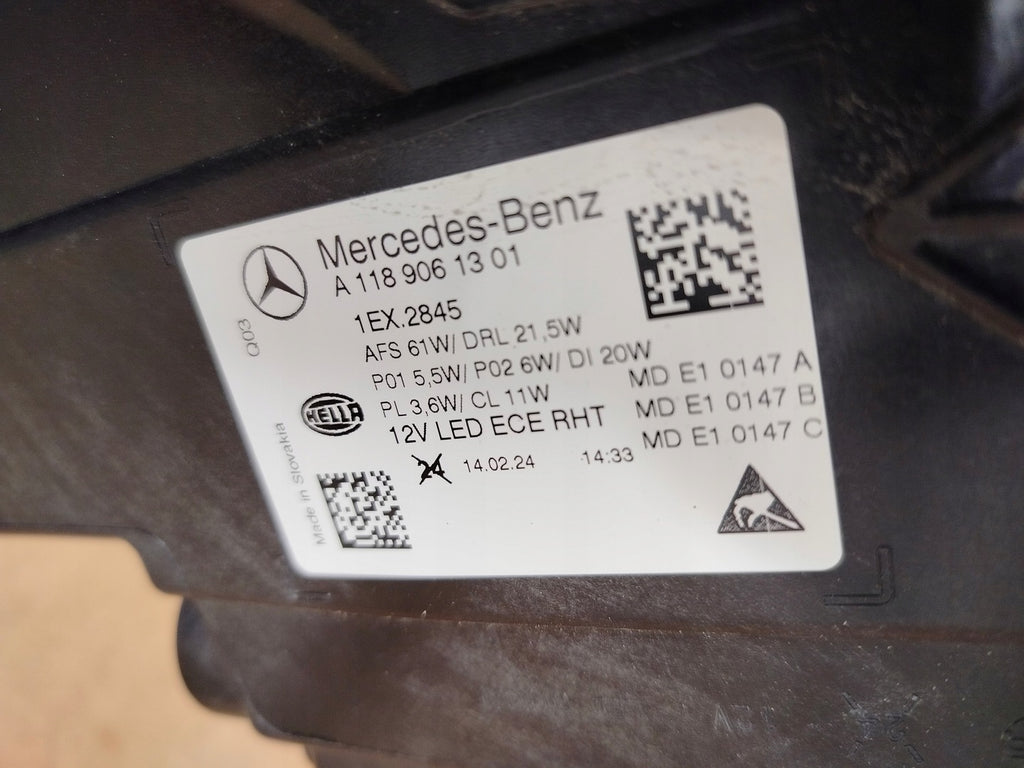 Mercedes-Benz
A 118 906 13 01
1EX.2845
AFS 61W/ DRL 21,5W
P01 5,5W/ P02 6W/ DI 20W
PL 3,6W/ CL 11W
12V LED ECE RHT
MD E1 0147 A
MD E1 0147 B
MD E1 0147 C
24 14.02.24 14:33
HELLA
Q03
Made in Slovakia